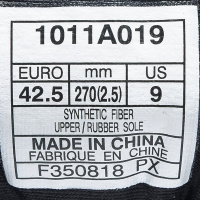 1011A019
EURO mm US
42.5 270(2.5) 9
SYNTHETIC FIBER
UPPER/RUBBER SOLE
MADE IN CHINA
FABRIQUE EN CHINE
F350818 PX